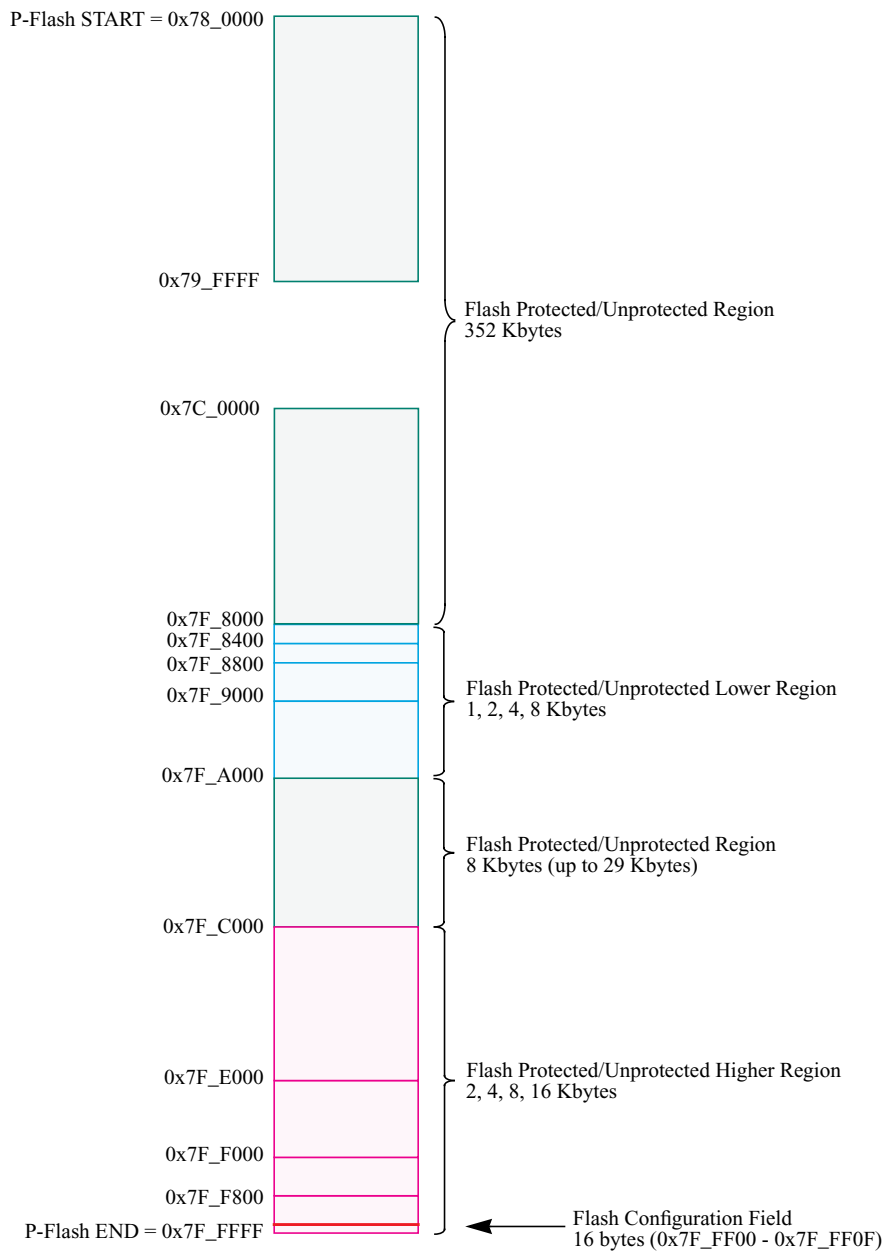 P-Flash START = 0x78_0000
0x79_FFFF
Flash Protected/Unprotected Region
352 Kbytes
0x7C_0000
0x7F_8000
0x7F_8400
0x7F_8800
0x7F_9000
Flash Protected/Unprotected Lower Region
1, 2, 4, 8 Kbytes
0x7F_A000
Flash Protected/Unprotected Region
8 Kbytes (up to 29 Kbytes)
0x7F_C000
0x7F_E000
Flash Protected/Unprotected Higher Region
2, 4, 8, 16 Kbytes
0x7F_F000
0x7F_F800
P-Flash END = 0x7F_FFFF
Flash Configuration Field
16 bytes (0x7F_FF00 - 0x7F_FF0F)